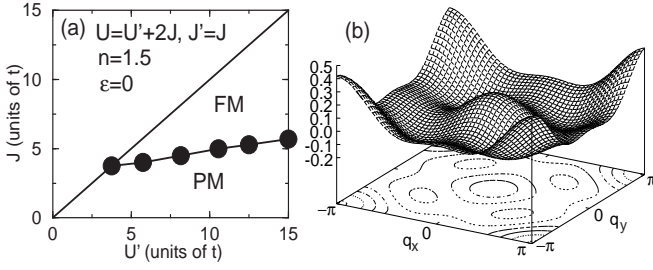 (a)
U=U'+2J, J'=J
n=1.5
ε=0
FM
PM
J (units of t)
15
10
5
0
0 5 10 15
U' (units of t)
(b)
0.5
0.4
0.3
0.2
0.1
0.0
-0.1
-0.2
−π
q_x
0
π
−π
0
q_y
π